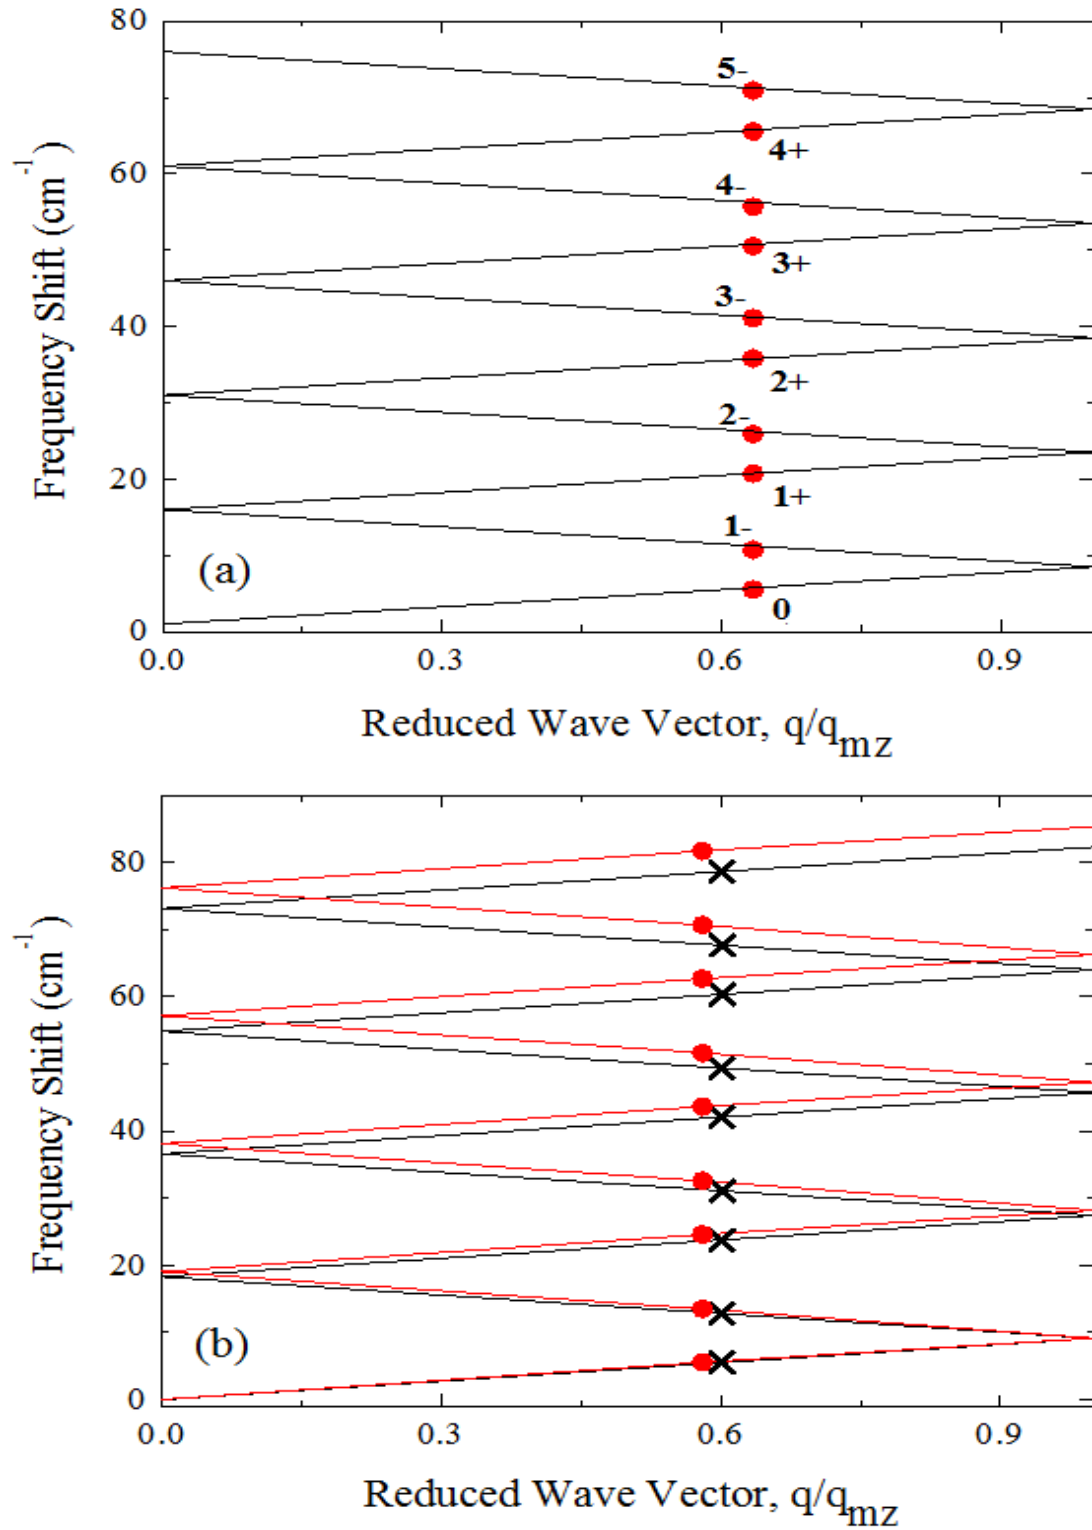 80
5-
4+
60
4-
3+
3-
40
2+
2-
20
1+
1-
(a)
0
0
0.0 0.3 0.6 0.9
Frequency Shift (cm-1)
Reduced Wave Vector, q/qmz
80
60
40
20
(b)
0
0.0 0.3 0.6 0.9
Frequency Shift (cm-1)
Reduced Wave Vector, q/qmz